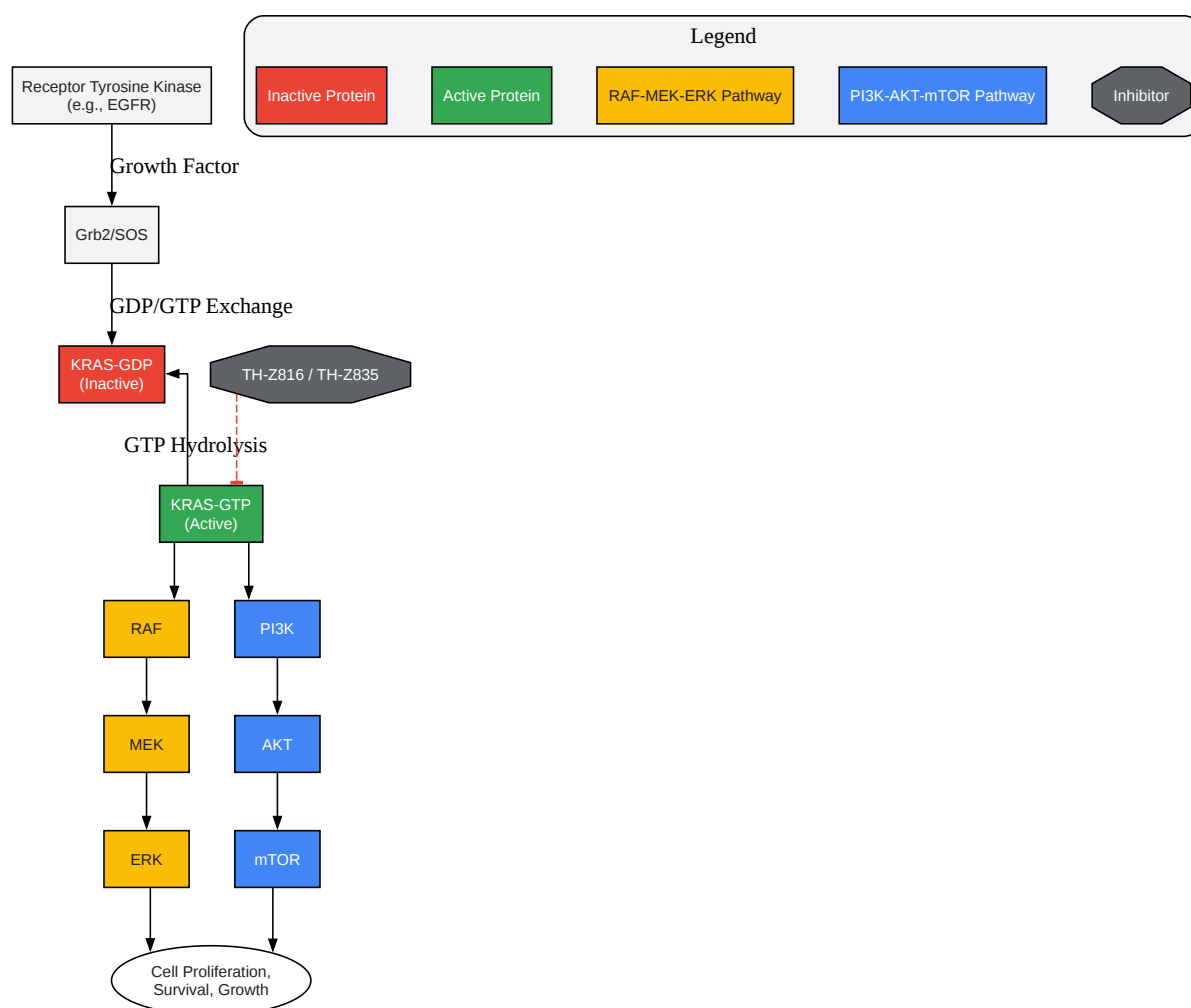 Legend
Receptor Tyrosine Kinase
(e.g., EGFR)
Inactive Protein
Active Protein
RAF-MEK-ERK Pathway
PI3K-AKT-mTOR Pathway
Inhibitor
Growth Factor
Grb2/SOS
GDP/GTP Exchange
KRAS-GDP
(Inactive)
TH-Z816 / TH-Z835
GTP Hydrolysis
KRAS-GTP
(Active)
RAF
PI3K
MEK
AKT
ERK
mTOR
Cell Proliferation,
Survival, Growth